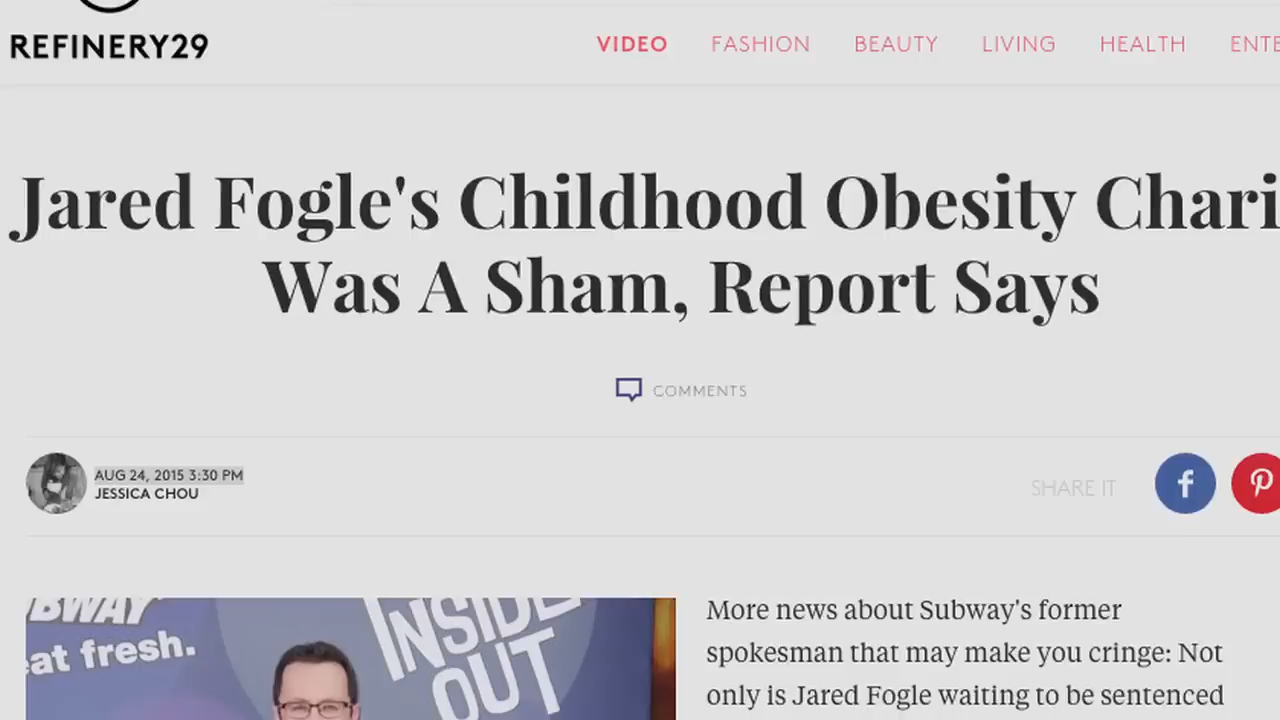 REFINERY29
VIDEO FASHION BEAUTY LIVING HEALTH
Jared Fogle's Childhood Obesity
Was A Sham, Report Says
COMMENTS
AUG 24, 2015 3:30 PM
JESSICA CHOU
SHARE IT
eat fresh.
INSIDE
OUT
More news about Subway's former
spokesman that may make you cringe: Not
only is Jared Fogle waiting to be sentenced